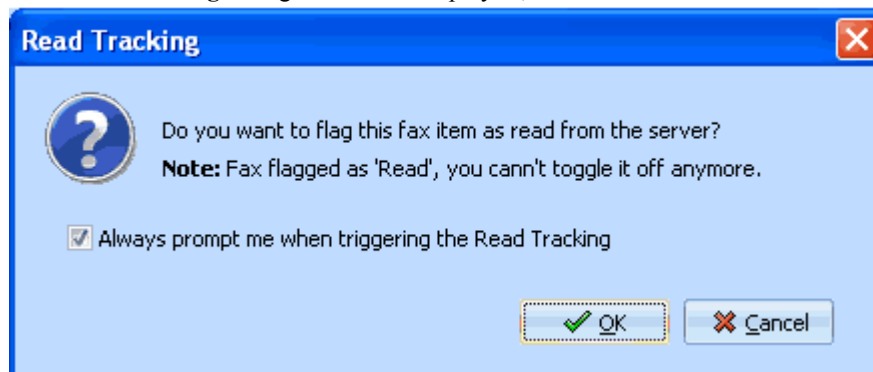 Read Tracking
Do you want to flag this fax item as read from the server?
Note: Fax flagged as 'Read', you cann't toggle it off anymore.
Always prompt me when triggering the Read Tracking
OK
Cancel